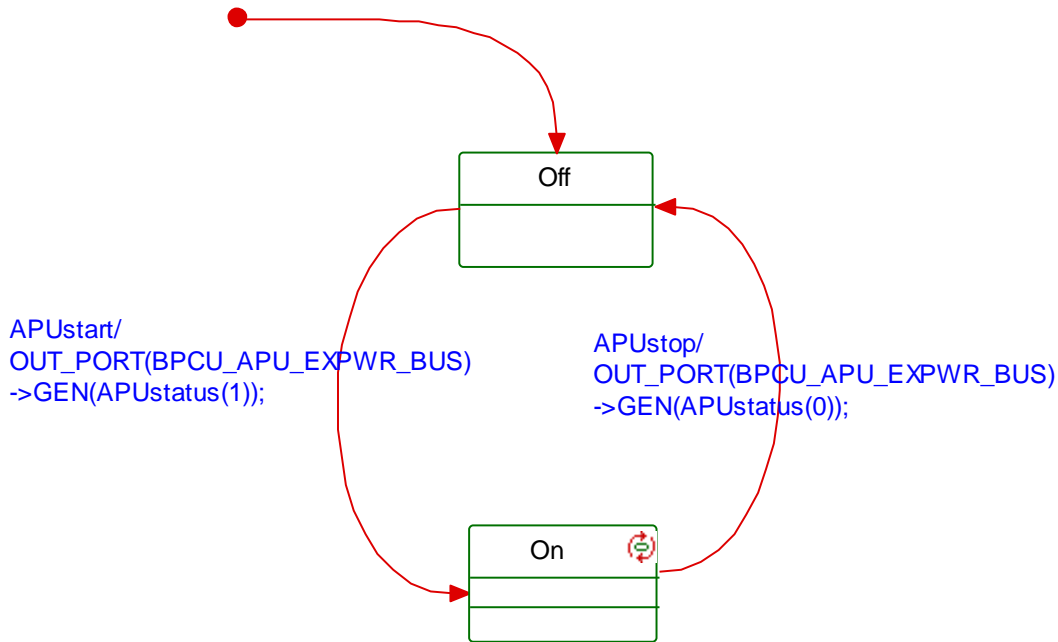 Off
APUstart/
OUT_PORT(BPCU_APU_EXPWR_BUS)
->GEN(APUstatus(1));
APUstop/
OUT_PORT(BPCU_APU_EXPWR_BUS)
->GEN(APUstatus(0));
On